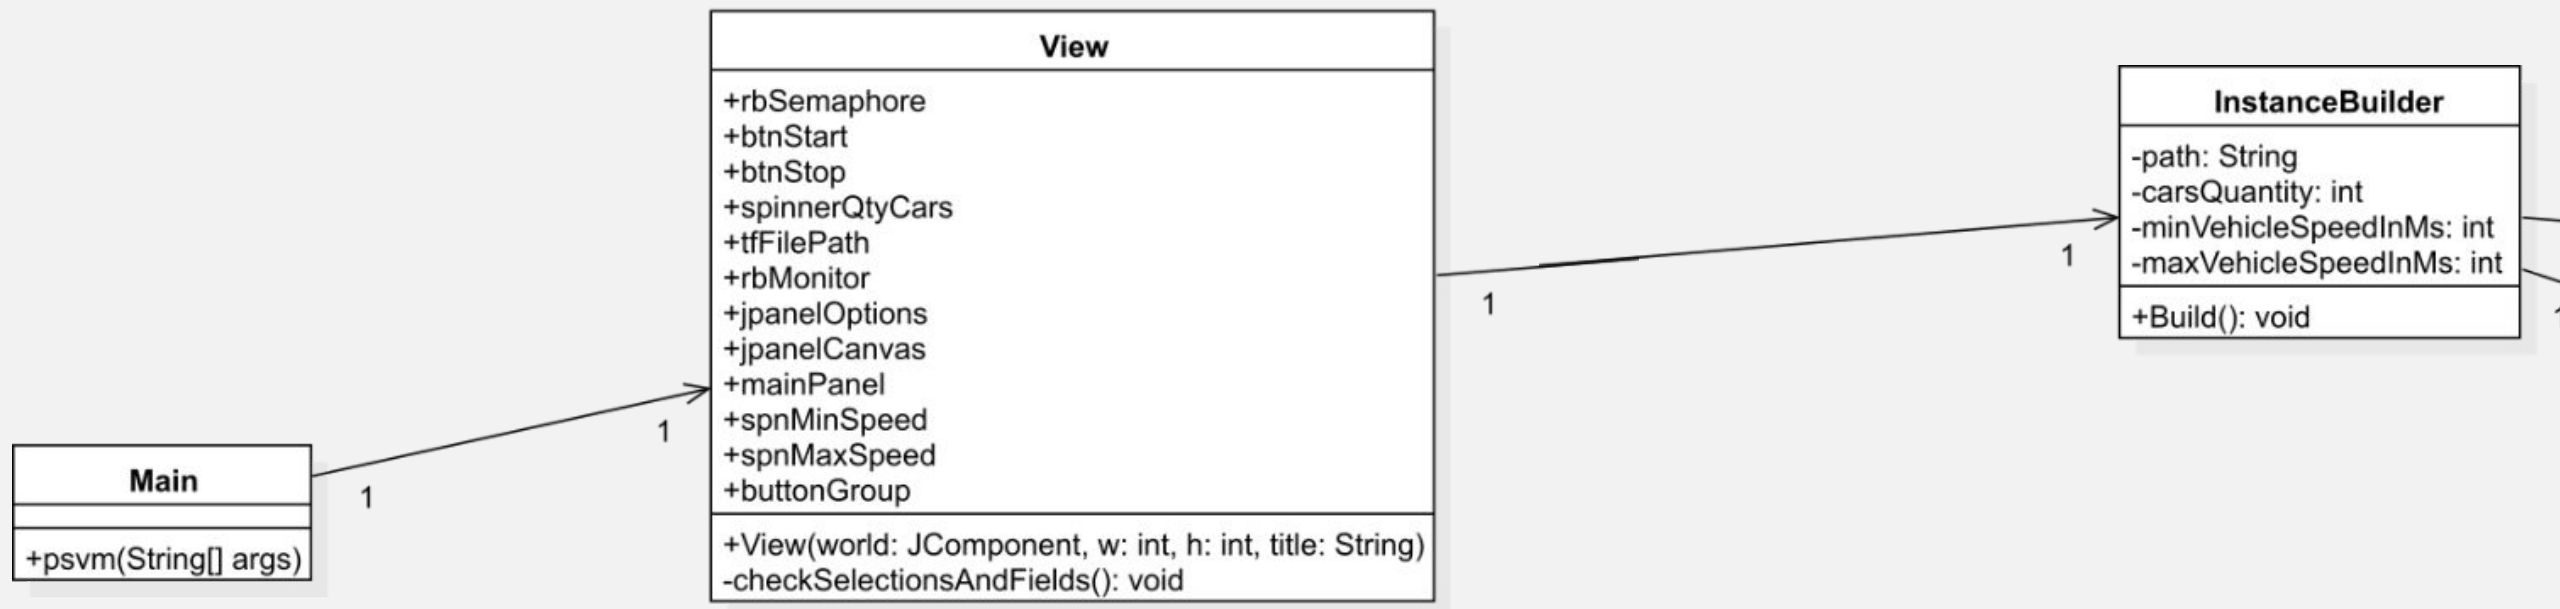 Main
+psvm(String[] args)
1
1
View
+rbSemaphore
+btnStart
+btnStop
+spinnerQtyCars
+tfFilePath
+rbMonitor
+jpanelOptions
+jpanelCanvas
+mainPanel
+spnMinSpeed
+spnMaxSpeed
+buttonGroup
+View(world: JComponent, w: int, h: int, title: String)
-checkSelectionsAndFields(): void
1
1
InstanceBuilder
-path: String
-carsQuantity: int
-minVehicleSpeedInMs: int
-maxVehicleSpeedInMs: int
+Build(): void